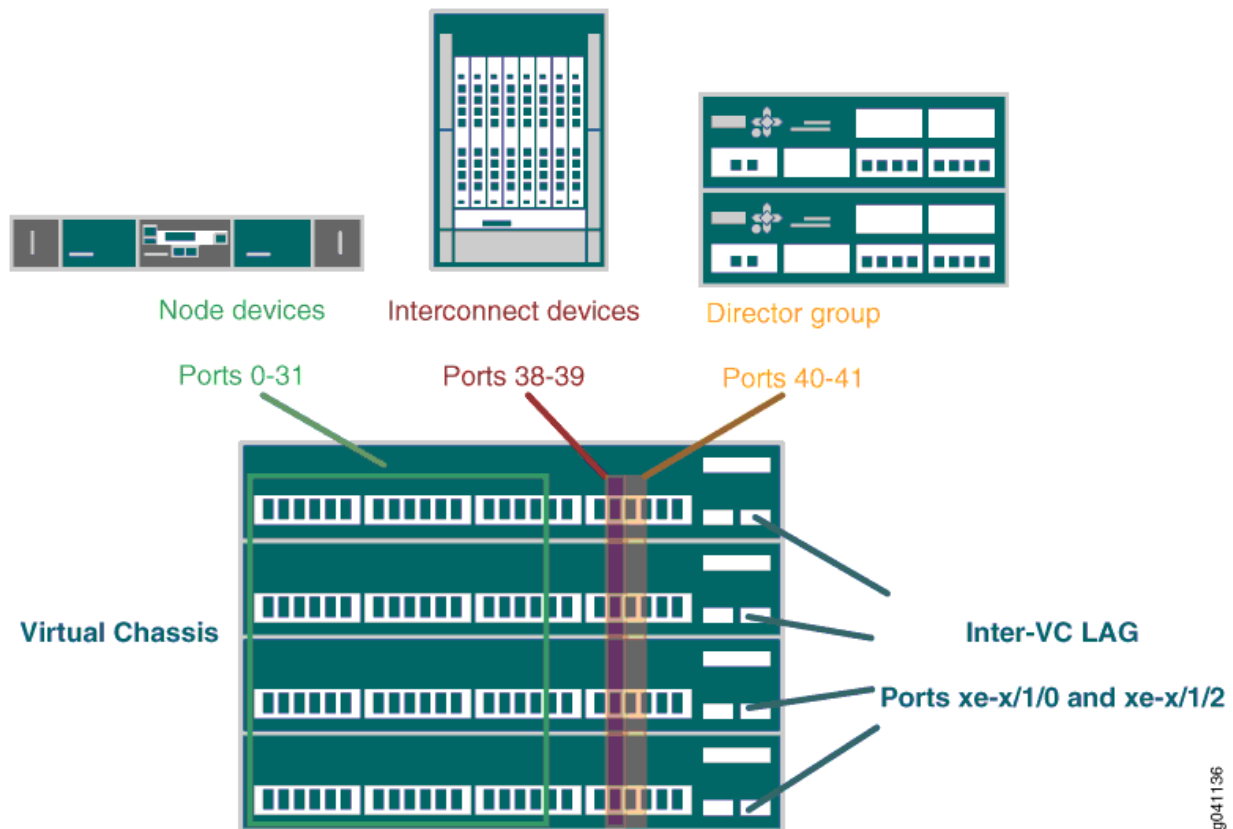 Node devices
Interconnect devices
Director group
Ports 0-31
Ports 38-39
Ports 40-41
Virtual Chassis
Inter-VC LAG
Ports xe-x/1/0 and xe-x/1/2
g041136